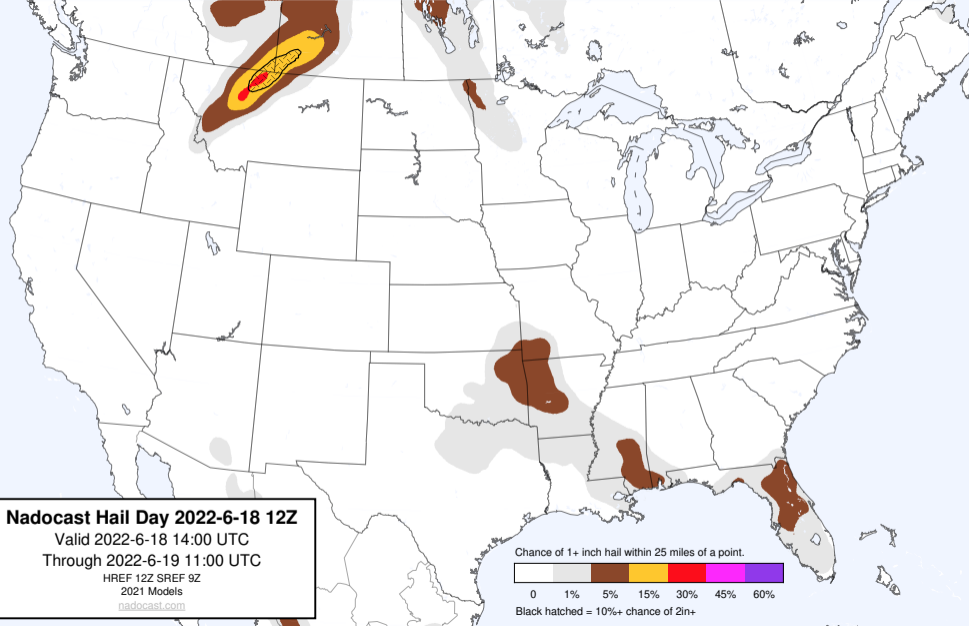 Nadocast Hail Day 2022-6-18 12Z
Valid 2022-6-18 14:00 UTC
Through 2022-6-19 11:00 UTC
HREF 12Z SREF 9Z
2021 Models
nadocast.com
Chance of 1+ inch hail within 25 miles of a point.
0 1% 5% 15% 30% 45% 60%
Black hatched = 10%+ chance of 2in+